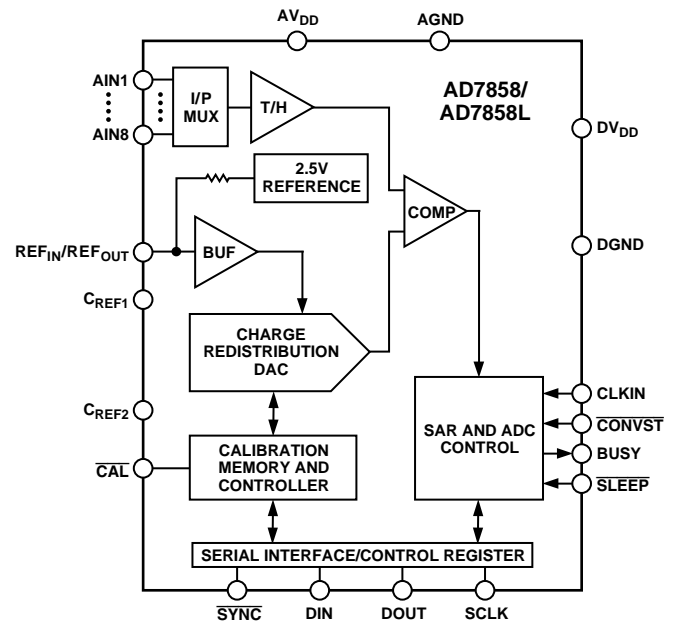 AVDD
AGND
AD7858/
AD7858L
AIN1
AIN8
I/P
MUX
T/H
DVDD
2.5V
REFERENCE
COMP
REFIN/REFOUT
BUF
DGND
CREF1
CHARGE
REDISTRIBUTION
DAC
CREF2
SAR AND ADC
CONTROL
CLKIN
CONVST
BUSY
SLEEP
CAL
CALIBRATION
MEMORY AND
CONTROLLER
SERIAL INTERFACE/CONTROL REGISTER
SYNC
DIN
DOUT
SCLK